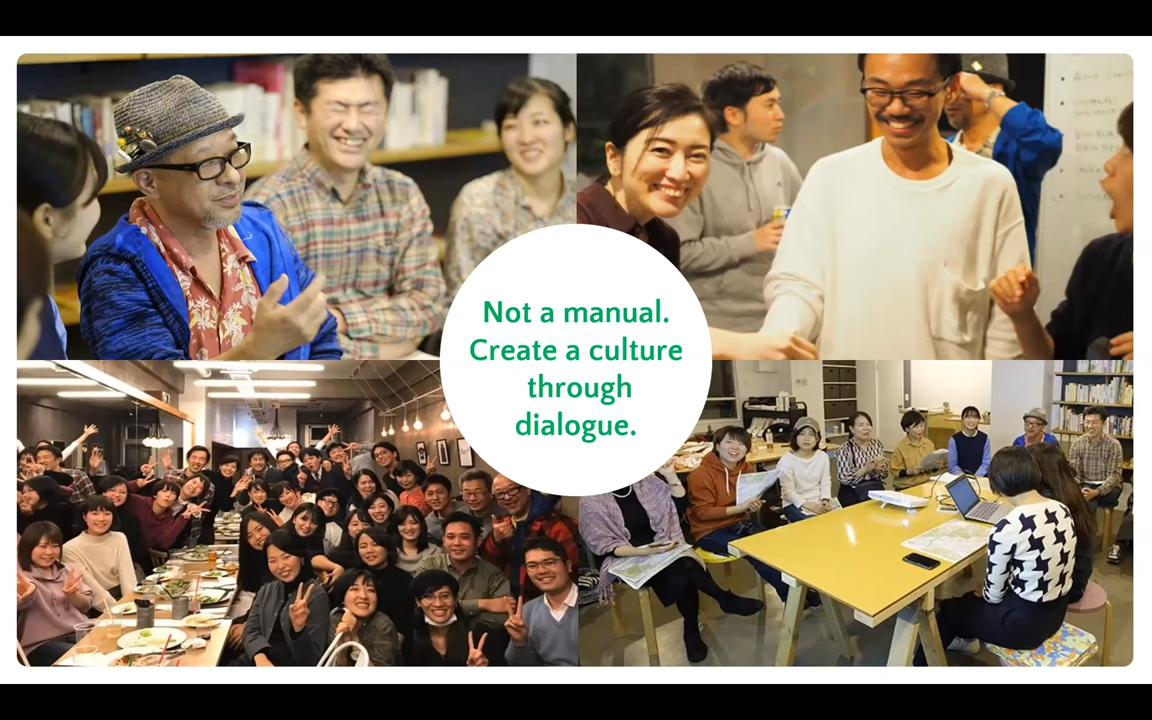 Not a manual.
Create a culture
through
dialogue.